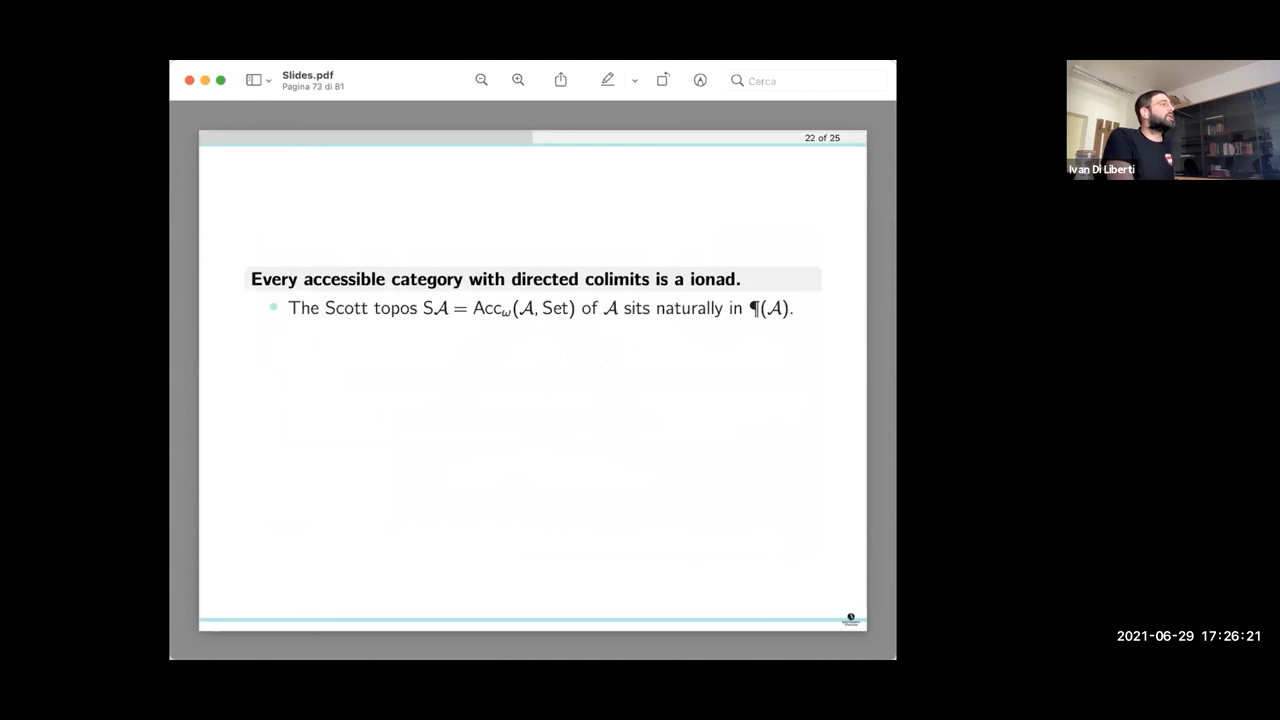 Slides.pdf
Pagina 73 di 81
Cerca
22 of 25
Every accessible category with directed colimits is a ionad.
The Scott topos S𝒜 = Acc_ω(𝒜, Set) of 𝒜 sits naturally in ¶(𝒜).
Ivan Di Liberti
2021-06-29 17:26:21